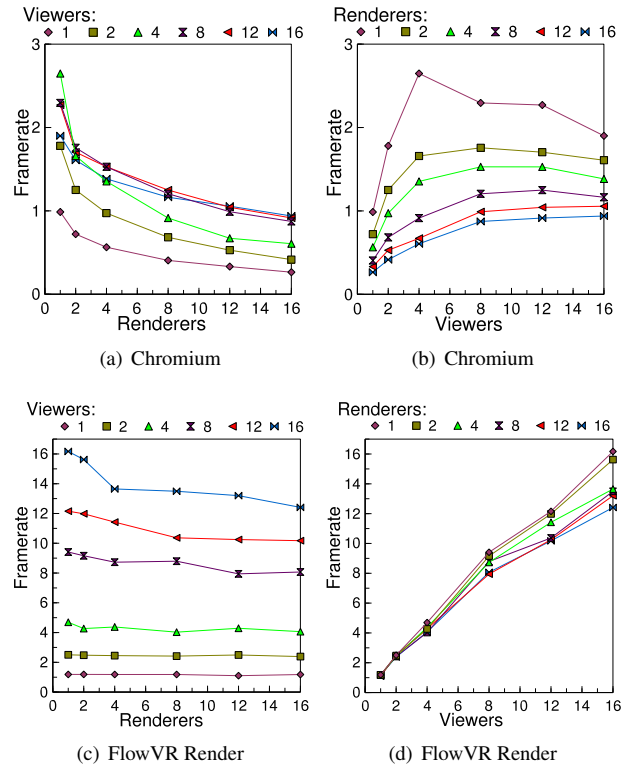 Viewers:
1 2 4 8 12 16
3
2
1
0
Framerate
0 2 4 6 8 10 12 14 16
Renderers
(a) Chromium
Renderers:
1 2 4 8 12 16
3
2
1
0
Framerate
0 2 4 6 8 10 12 14 16
Viewers
(b) Chromium
Viewers:
1 2 4 8 12 16
16
14
12
10
8
6
4
2
0
Framerate
0 2 4 6 8 10 12 14 16
Renderers
(c) FlowVR Render
Renderers:
1 2 4 8 12 16
16
14
12
10
8
6
4
2
0
Framerate
0 2 4 6 8 10 12 14 16
Viewers
(d) FlowVR Render